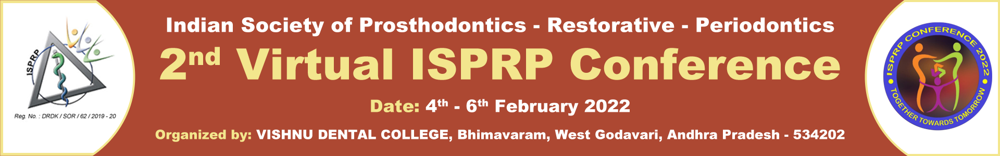 ISPRP
Reg. No. : DRDK / SOR / 62 / 2019 - 20
Indian Society of Prosthodontics - Restorative - Periodontics
2nd Virtual ISPRP Conference
Date: 4th - 6th February 2022
Organized by: VISHNU DENTAL COLLEGE, Bhimavaram, West Godavari, Andhra Pradesh - 534202
ISPRP CONFERENCE 2022
TOGETHER TOWARDS TOMORROW